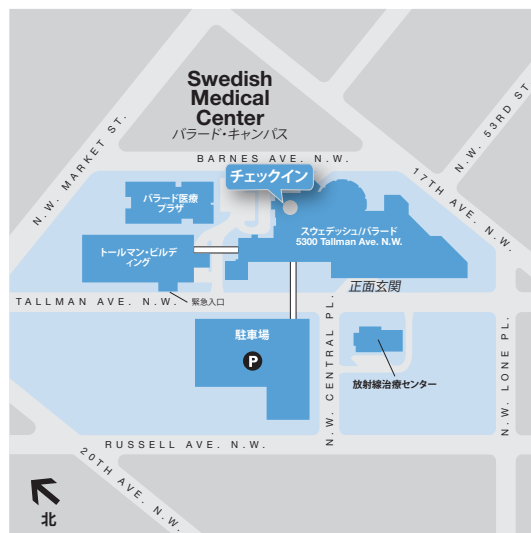 Swedish
Medical
Center
バラード・キャンパス
N.W. MARKET ST.
N.W. 53RD ST
BARNES AVE. N.W.
17TH AVE. N.W.
チェックイン
バラード医療
プラザ
スウェデッシュ/バラード
5300 Tallman Ave. N.W.
トールマン・ビルデ
ィング
正面玄関
TALLMAN AVE. N.W.
緊急入口
駐車場
P
N.W. CENTRAL PL.
放射線治療センター
N.W. LONE PL.
RUSSELL AVE. N.W.
20TH AVE. N.W.
北